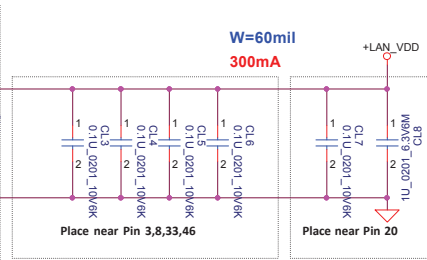 W=60mil
300mA
+LAN_VDD
1
2
CL3
0.1U_0201_10V6K
1
2
CL4
0.1U_0201_10V6K
1
2
CL5
0.1U_0201_10V6K
1
2
CL6
0.1U_0201_10V6K
1
2
CL7
0.1U_0201_10V6K
1
2
CL8
1U_0201_6.3V6M
Place near Pin 3,8,33,46
Place near Pin 20